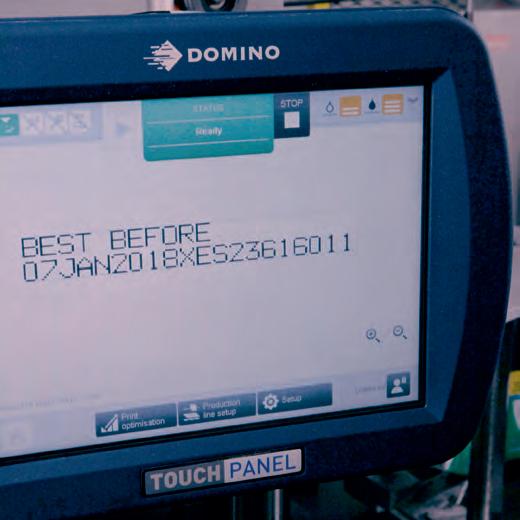 DOMINO
STATUS
Ready
STOP
BEST BEFORE
07JAN2018XES23616011
Print
optimisation
Production
line setup
Setup
TOUCH PANEL